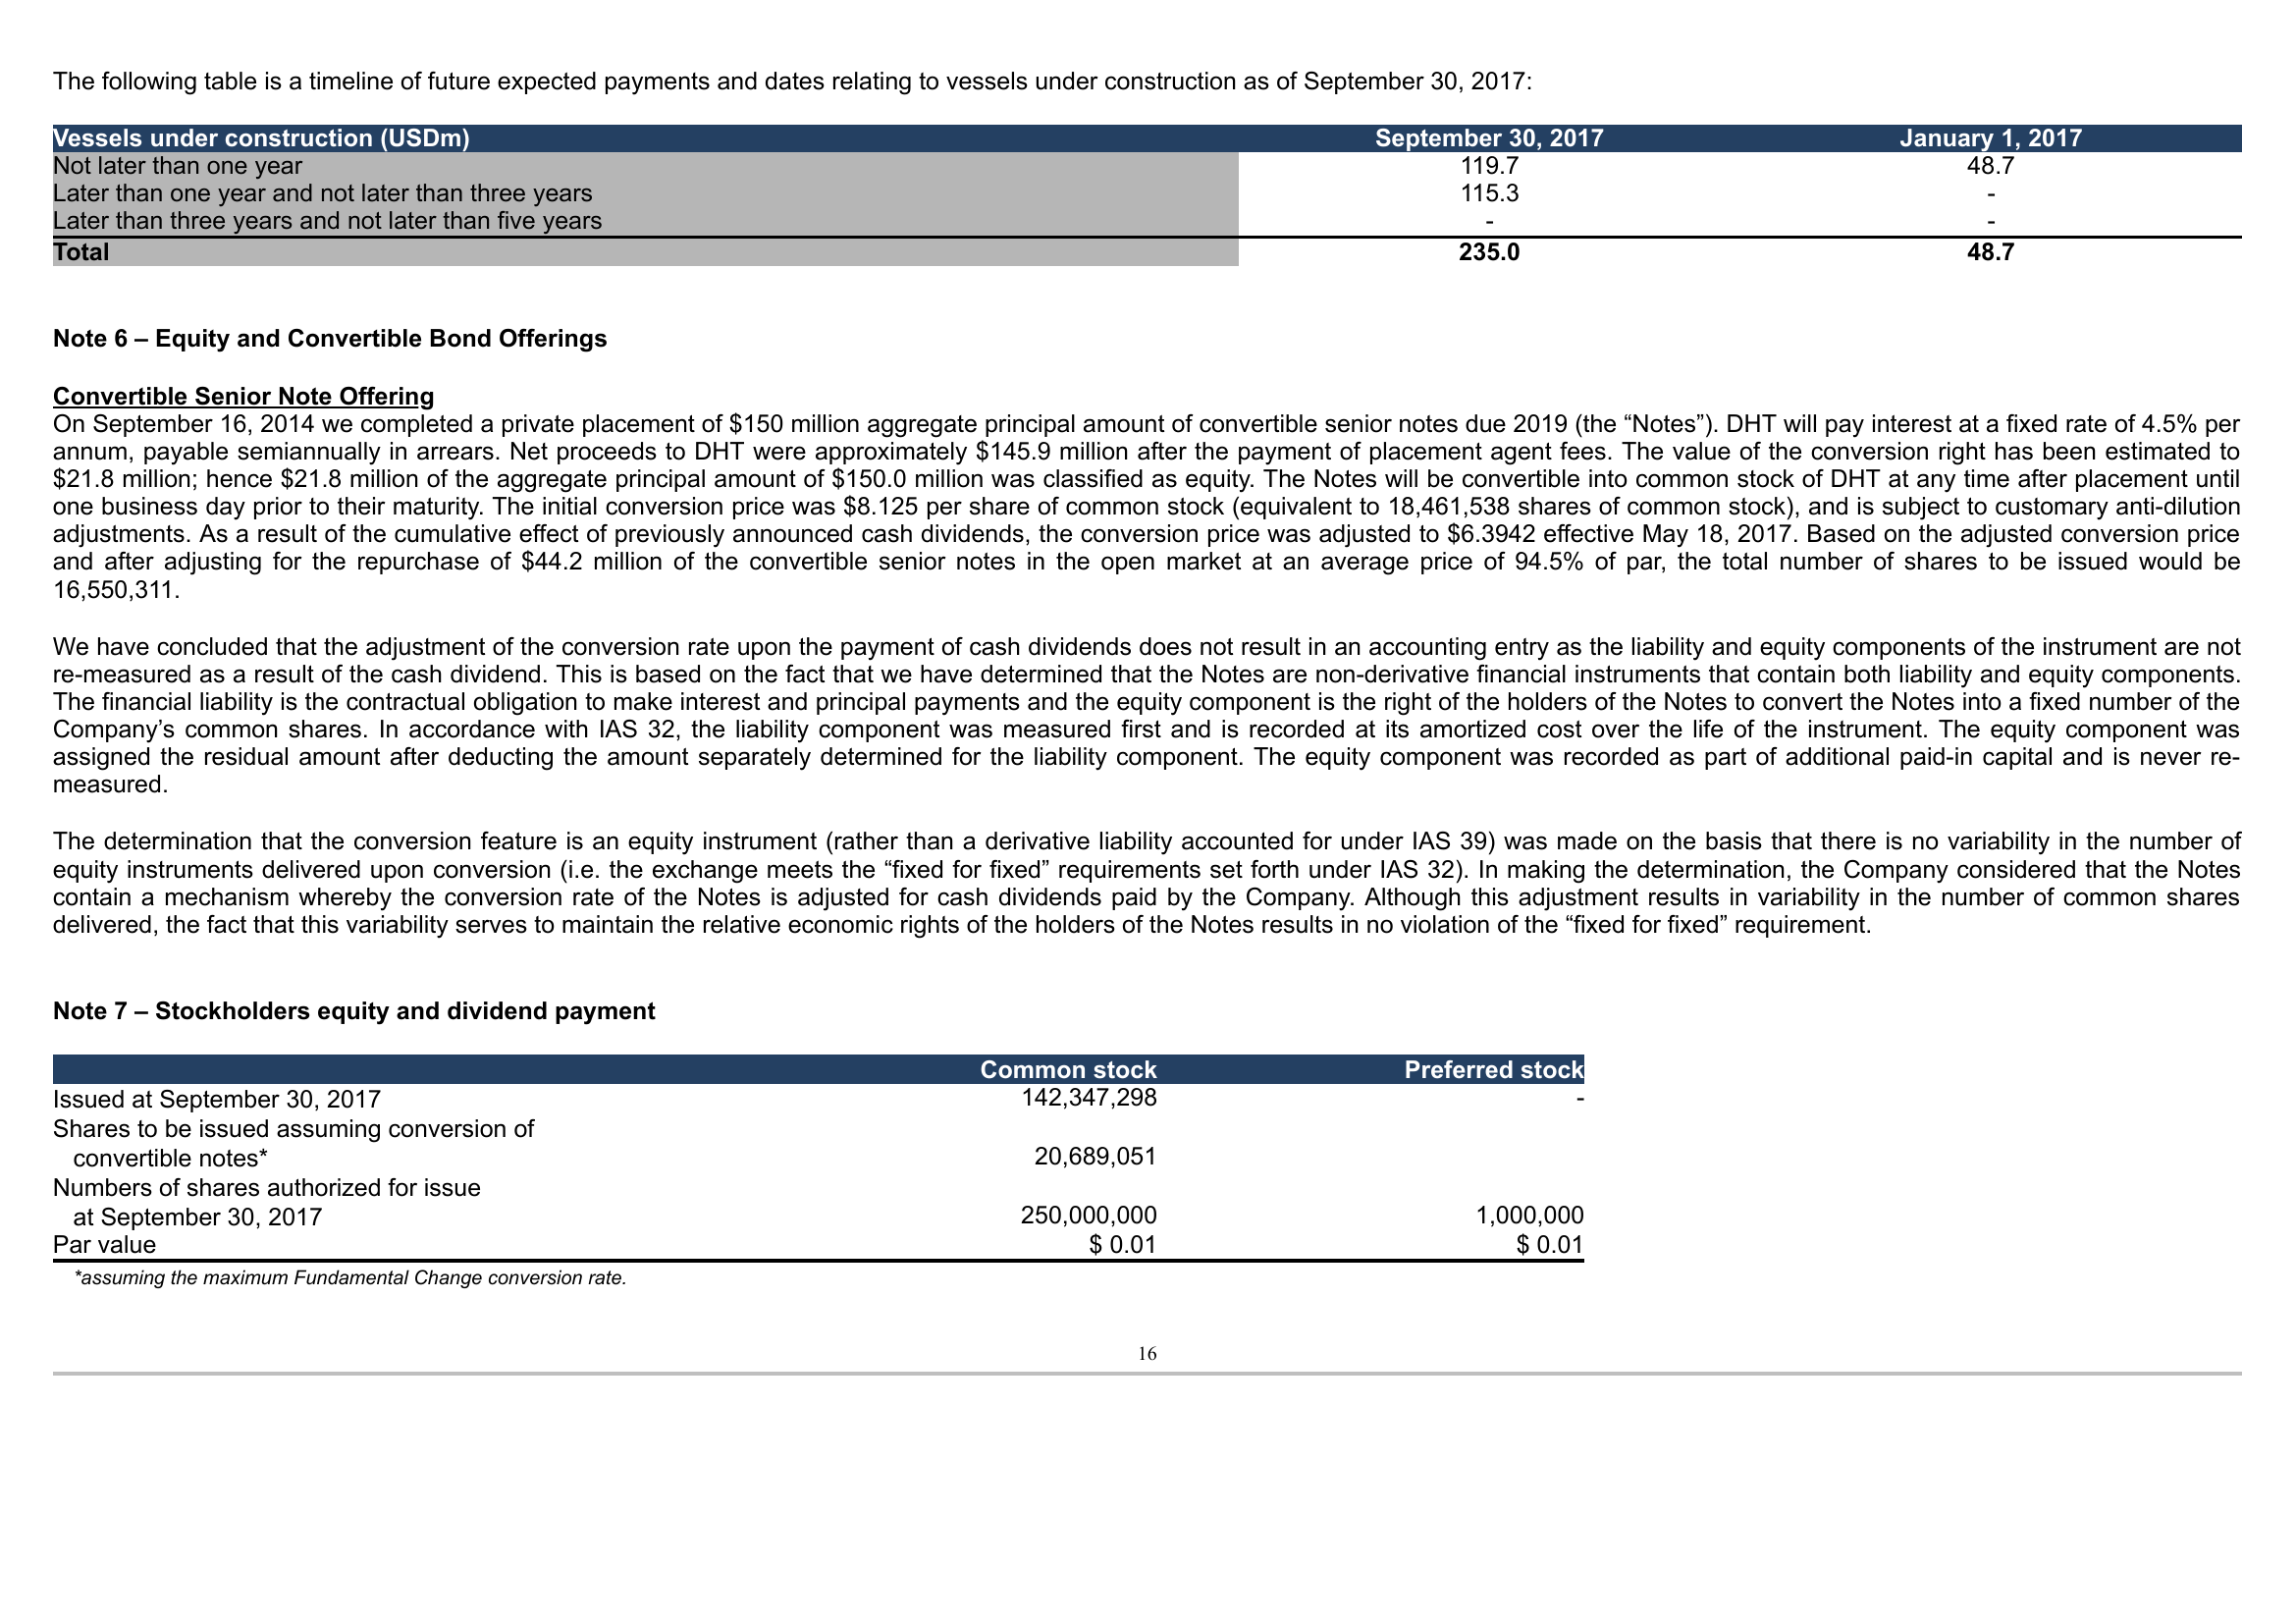 The following table is a timeline of future expected payments and dates relating to vessels under construction as of September 30, 2017:
Vessels under construction (USDm) September 30, 2017 January 1, 2017
Not later than one year 119.7 48.7
Later than one year and not later than three years 115.3 -
Later than three years and not later than five years - -
Total 235.0 48.7
Note 6 – Equity and Convertible Bond Offerings
Convertible Senior Note Offering
On September 16, 2014 we completed a private placement of $150 million aggregate principal amount of convertible senior notes due 2019 (the “Notes”). DHT will pay interest at a fixed rate of 4.5% per
annum, payable semiannually in arrears. Net proceeds to DHT were approximately $145.9 million after the payment of placement agent fees. The value of the conversion right has been estimated to
$21.8 million; hence $21.8 million of the aggregate principal amount of $150.0 million was classified as equity. The Notes will be convertible into common stock of DHT at any time after placement until
one business day prior to their maturity. The initial conversion price was $8.125 per share of common stock (equivalent to 18,461,538 shares of common stock), and is subject to customary anti-dilution
adjustments. As a result of the cumulative effect of previously announced cash dividends, the conversion price was adjusted to $6.3942 effective May 18, 2017. Based on the adjusted conversion price
and after adjusting for the repurchase of $44.2 million of the convertible senior notes in the open market at an average price of 94.5% of par, the total number of shares to be issued would be
16,550,311.
We have concluded that the adjustment of the conversion rate upon the payment of cash dividends does not result in an accounting entry as the liability and equity components of the instrument are not
re-measured as a result of the cash dividend. This is based on the fact that we have determined that the Notes are non-derivative financial instruments that contain both liability and equity components.
The financial liability is the contractual obligation to make interest and principal payments and the equity component is the right of the holders of the Notes to convert the Notes into a fixed number of the
Company’s common shares. In accordance with IAS 32, the liability component was measured first and is recorded at its amortized cost over the life of the instrument. The equity component was
assigned the residual amount after deducting the amount separately determined for the liability component. The equity component was recorded as part of additional paid-in capital and is never re-
measured.
The determination that the conversion feature is an equity instrument (rather than a derivative liability accounted for under IAS 39) was made on the basis that there is no variability in the number of
equity instruments delivered upon conversion (i.e. the exchange meets the “fixed for fixed” requirements set forth under IAS 32). In making the determination, the Company considered that the Notes
contain a mechanism whereby the conversion rate of the Notes is adjusted for cash dividends paid by the Company. Although this adjustment results in variability in the number of common shares
delivered, the fact that this variability serves to maintain the relative economic rights of the holders of the Notes results in no violation of the “fixed for fixed” requirement.
Note 7 – Stockholders equity and dividend payment
Common stock Preferred stock
Issued at September 30, 2017 142,347,298 -
Shares to be issued assuming conversion of
convertible notes* 20,689,051
Numbers of shares authorized for issue
at September 30, 2017 250,000,000 1,000,000
Par value $ 0.01 $ 0.01
*assuming the maximum Fundamental Change conversion rate.
16